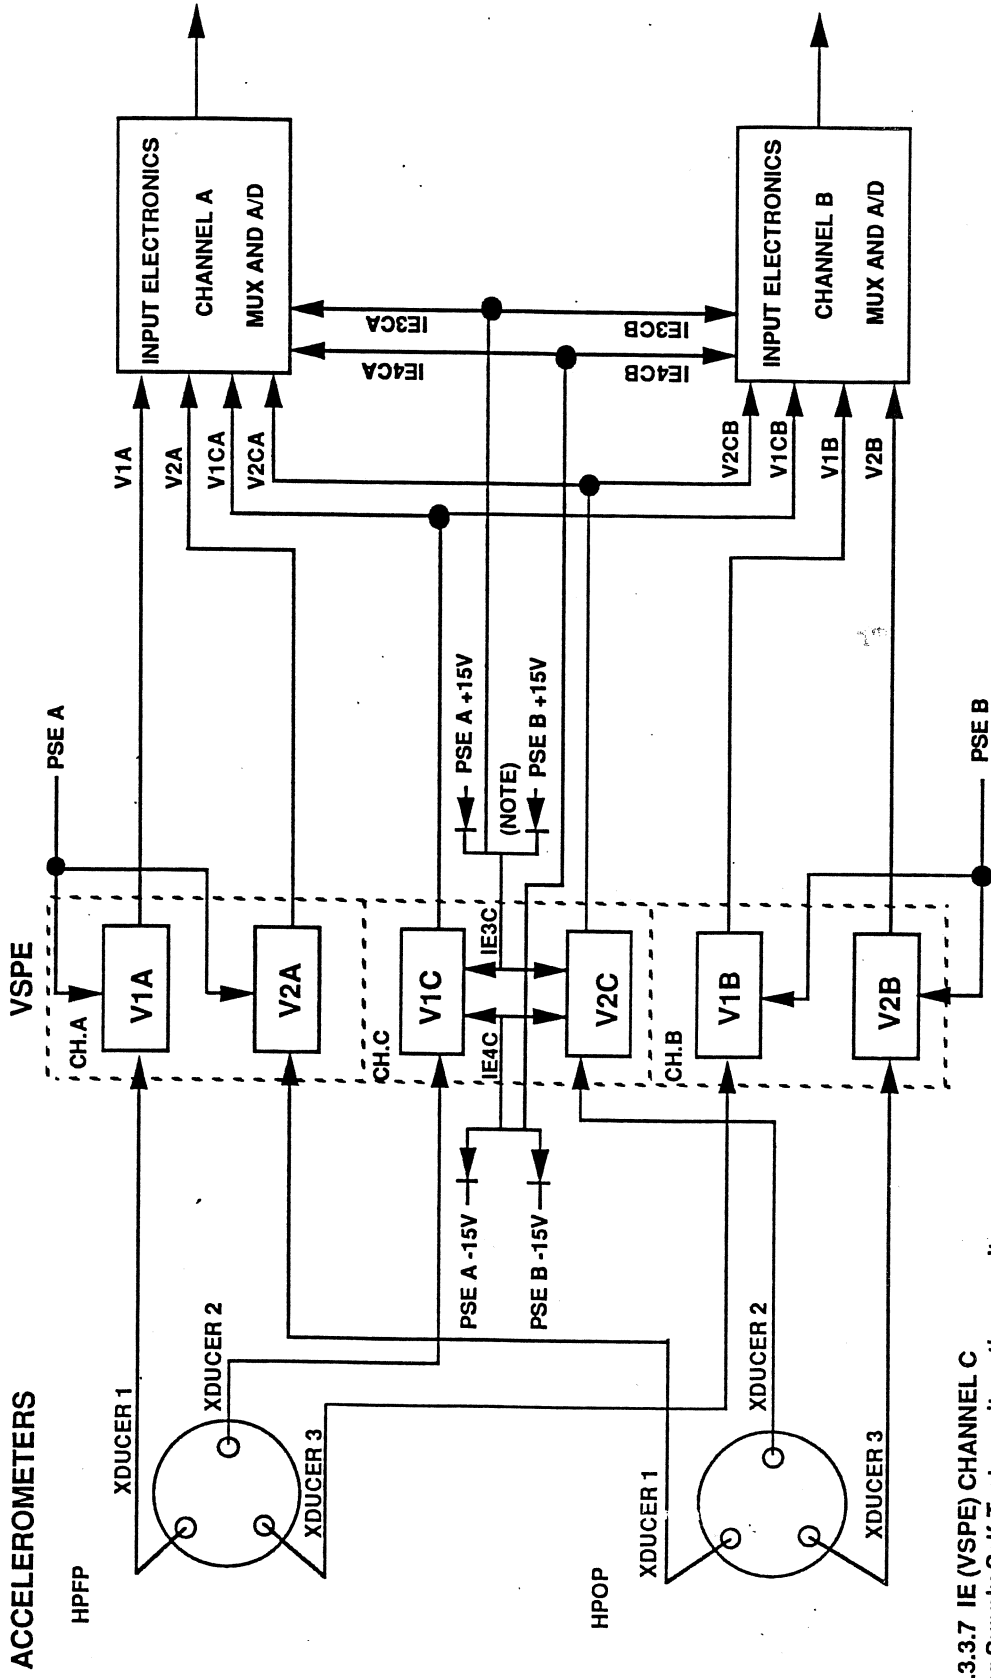 ACCELEROMETERS
VSPE
HPFP
XDUCER 1
XDUCER 2
XDUCER 3
HPOP
XDUCER 1
XDUCER 2
XDUCER 3
PSE A
CH.A
V1A
V2A
CH.C
V1C
V2C
IE4C
IE3C
PSE A -15V
PSE B -15V
PSE A +15V
(NOTE)
PSE B +15V
CH.B
V1B
V2B
PSE B
V1A
V2A
V1CA
V2CA
INPUT ELECTRONICS
CHANNEL A
MUX AND A/D
IE3CA
IE4CA
IE3CB
IE4CB
V2CB
V1CB
V1B
V2B
INPUT ELECTRONICS
CHANNEL B
MUX AND A/D
.3.3.7 IE (VSPE) CHANNEL C